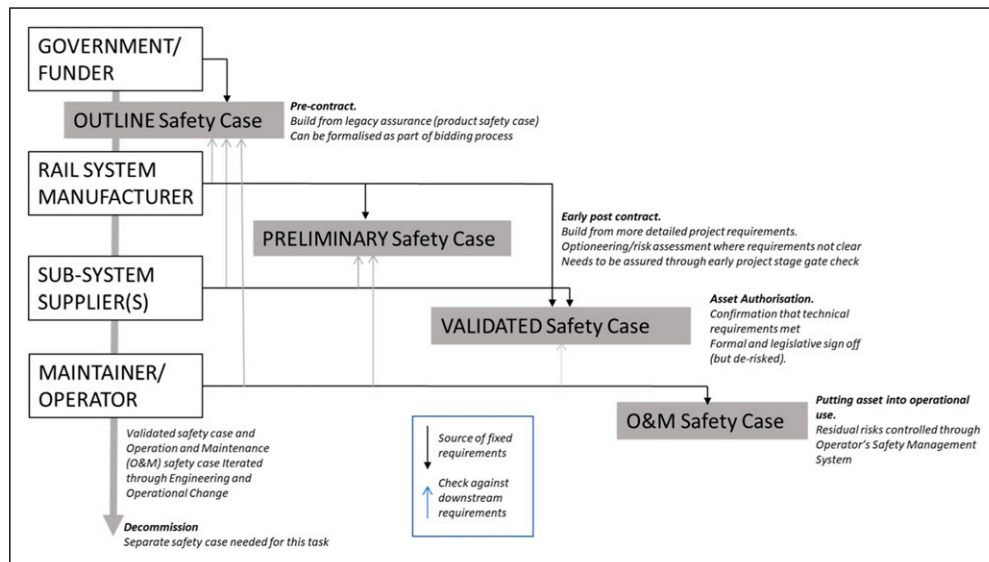 GOVERNMENT/
FUNDER
OUTLINE Safety Case
Pre-contract.
Build from legacy assurance (product safety case)
Can be formalised as part of bidding process
RAIL SYSTEM
MANUFACTURER
PRELIMINARY Safety Case
Early post contract.
Build from more detailed project requirements.
Optioneering/risk assessment where requirements not clear
Needs to be assured through early project stage gate check
SUB-SYSTEM
SUPPLIER(S)
VALIDATED Safety Case
Asset Authorisation.
Confirmation that technical
requirements met
Formal and legislative sign off
(but de-risked).
MAINTAINER/
OPERATOR
O&M Safety Case
Putting asset into operational
use.
Residual risks controlled through
Operator's Safety Management
System
Validated safety case and
Operation and Maintenance
(O&M) safety case Iterated
through Engineering and
Operational Change
Source of fixed
requirements
Check against
downstream
requirements
Decommission
Separate safety case needed for this task